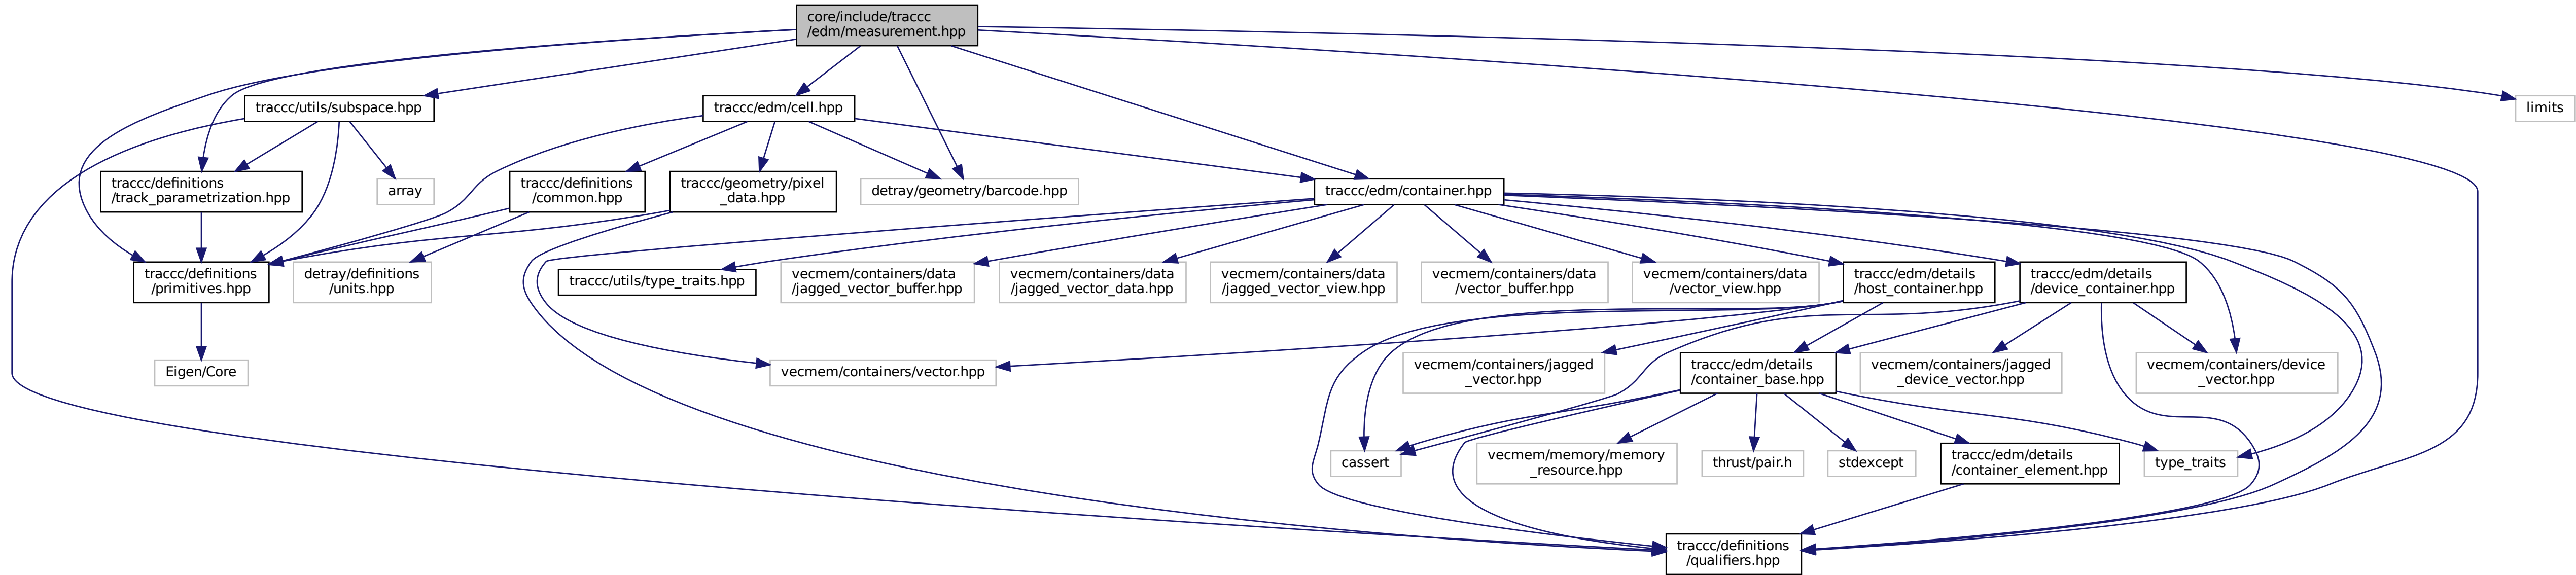 core/include/traccc
/edm/measurement.hpp
traccc/utils/subspace.hpp
traccc/edm/cell.hpp
limits
traccc/definitions
/track_parametrization.hpp
array
traccc/definitions
/common.hpp
traccc/geometry/pixel
_data.hpp
detray/geometry/barcode.hpp
traccc/edm/container.hpp
traccc/definitions
/primitives.hpp
detray/definitions
/units.hpp
traccc/utils/type_traits.hpp
vecmem/containers/data
/jagged_vector_buffer.hpp
vecmem/containers/data
/jagged_vector_data.hpp
vecmem/containers/data
/jagged_vector_view.hpp
vecmem/containers/data
/vector_buffer.hpp
vecmem/containers/data
/vector_view.hpp
traccc/edm/details
/host_container.hpp
traccc/edm/details
/device_container.hpp
Eigen/Core
vecmem/containers/vector.hpp
vecmem/containers/jagged
_vector.hpp
traccc/edm/details
/container_base.hpp
vecmem/containers/jagged
_device_vector.hpp
vecmem/containers/device
_vector.hpp
cassert
vecmem/memory/memory
_resource.hpp
thrust/pair.h
stdexcept
traccc/edm/details
/container_element.hpp
type_traits
traccc/definitions
/qualifiers.hpp